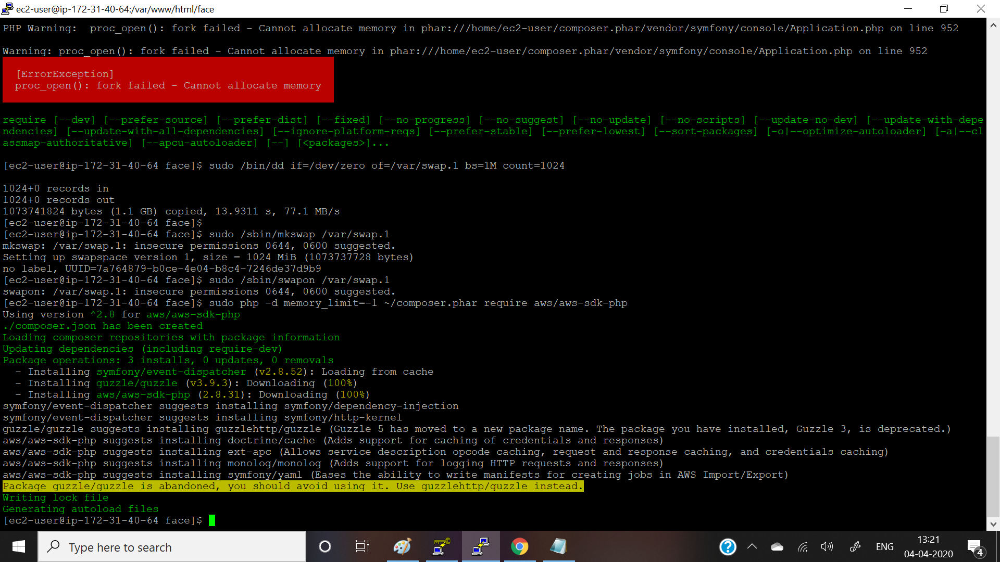 ec2-user@ip-172-31-40-64:/var/www/html/face
PHP Warning:  proc_open(): fork failed - Cannot allocate memory in phar:///home/ec2-user/composer.phar/vendor/symfony/console/Application.php on line 952
Warning: proc_open(): fork failed - Cannot allocate memory in phar:///home/ec2-user/composer.phar/vendor/symfony/console/Application.php on line 952
[ErrorException]
proc_open(): fork failed - Cannot allocate memory
require [--dev] [--prefer-source] [--prefer-dist] [--fixed] [--no-progress] [--no-suggest] [--no-update] [--no-scripts] [--update-no-dev] [--update-with-depe
ndencies] [--update-with-all-dependencies] [--ignore-platform-reqs] [--prefer-stable] [--prefer-lowest] [--sort-packages] [-o|--optimize-autoloader] [-a|--cl
assmap-authoritative] [--apcu-autoloader] [--] [<packages>]...
[ec2-user@ip-172-31-40-64 face]$ sudo /bin/dd if=/dev/zero of=/var/swap.1 bs=1M count=1024
1024+0 records in
1024+0 records out
1073741824 bytes (1.1 GB) copied, 13.9311 s, 77.1 MB/s
[ec2-user@ip-172-31-40-64 face]$
[ec2-user@ip-172-31-40-64 face]$ sudo /sbin/mkswap /var/swap.1
mkswap: /var/swap.1: insecure permissions 0644, 0600 suggested.
Setting up swapspace version 1, size = 1024 MiB (1073737728 bytes)
no label, UUID=7a764879-b0ce-4e04-b8c4-7246de37d9b9
[ec2-user@ip-172-31-40-64 face]$ sudo /sbin/swapon /var/swap.1
swapon: /var/swap.1: insecure permissions 0644, 0600 suggested.
[ec2-user@ip-172-31-40-64 face]$ sudo php -d memory_limit=-1 ~/composer.phar require aws/aws-sdk-php
Using version ^2.8 for aws/aws-sdk-php
./composer.json has been created
Loading composer repositories with package information
Updating dependencies (including require-dev)
Package operations: 3 installs, 0 updates, 0 removals
  - Installing symfony/event-dispatcher (v2.8.52): Loading from cache
  - Installing guzzle/guzzle (v3.9.3): Downloading (100%)
  - Installing aws/aws-sdk-php (2.8.31): Downloading (100%)
symfony/event-dispatcher suggests installing symfony/dependency-injection
symfony/event-dispatcher suggests installing symfony/http-kernel
guzzle/guzzle suggests installing guzzlehttp/guzzle (Guzzle 5 has moved to a new package name. The package you have installed, Guzzle 3, is deprecated.)
aws/aws-sdk-php suggests installing doctrine/cache (Adds support for caching of credentials and responses)
aws/aws-sdk-php suggests installing ext-apc (Allows service description opcode caching, request and response caching, and credentials caching)
aws/aws-sdk-php suggests installing monolog/monolog (Adds support for logging HTTP requests and responses)
aws/aws-sdk-php suggests installing symfony/yaml (Eases the ability to write manifests for creating jobs in AWS Import/Export)
Package guzzle/guzzle is abandoned, you should avoid using it. Use guzzlehttp/guzzle instead.
Writing lock file
Generating autoload files
[ec2-user@ip-172-31-40-64 face]$
Type here to search
ENG
13:21
04-04-2020
4